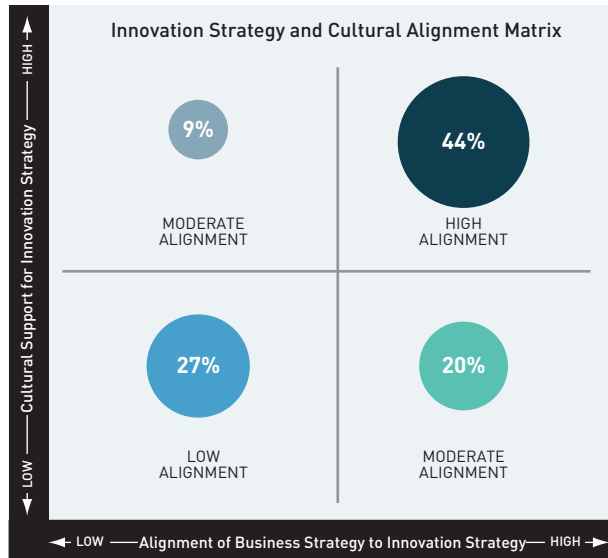 Innovation Strategy and Cultural Alignment Matrix
HIGH
Cultural Support for Innovation Strategy
LOW
9%
MODERATE
ALIGNMENT
44%
HIGH
ALIGNMENT
27%
LOW
ALIGNMENT
20%
MODERATE
ALIGNMENT
LOW Alignment of Business Strategy to Innovation Strategy HIGH